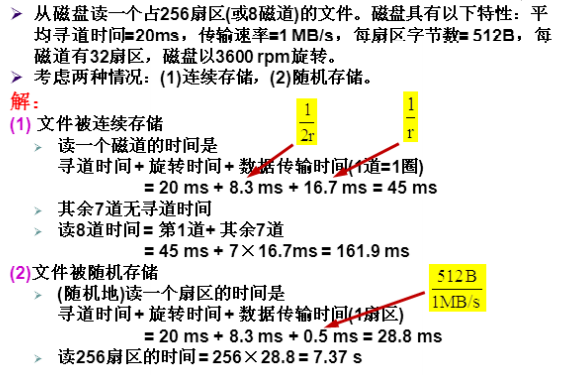 ➢ 从磁盘读一个占256扇区(或8磁道)的文件。磁盘具有以下特性：平
均寻道时间=20ms，传输速率=1 MB/s，每扇区字节数= 512B，每
磁道有32扇区，磁盘以3600 rpm旋转。
➢ 考虑两种情况：(1)连续存储，(2)随机存储。
解：
(1) 文件被连续存储
1/2r
1/r
➢ 读一个磁道的时间是
寻道时间 + 旋转时间 + 数据传输时间(1道=1圈)
= 20 ms + 8.3 ms + 16.7 ms = 45 ms
➢ 其余7道无寻道时间
➢ 读8道时间 = 第1道+ 其余7道
= 45 ms + 7×16.7ms = 161.9 ms
(2)文件被随机存储
512B/1MB/s
➢ (随机地)读一个扇区的时间是
寻道时间 + 旋转时间 + 数据传输时间(1扇区)
= 20 ms + 8.3 ms + 0.5 ms = 28.8 ms
➢ 读256扇区的时间 = 256×28.8 = 7.37 s